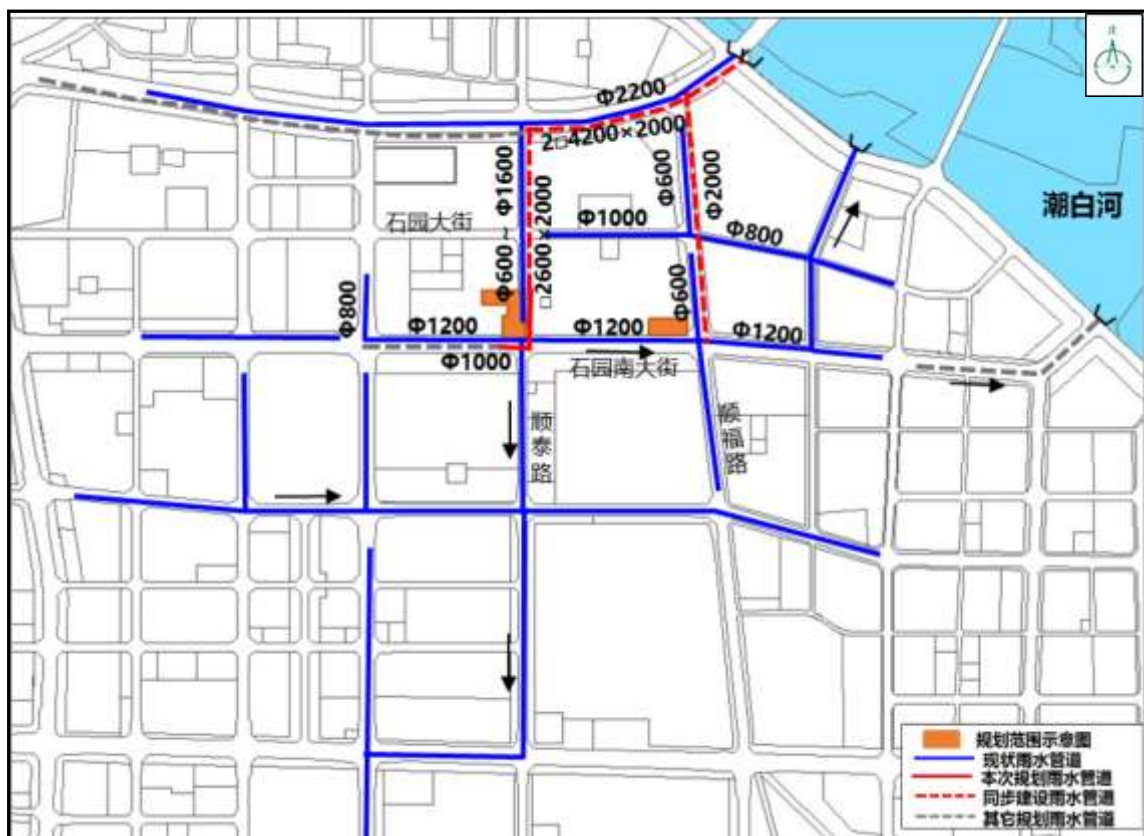 北
Φ2200
2□4200×2000
Φ600~Φ1600
□2600×2000
Φ600
Φ2000
潮白河
石园大街
Φ1000
Φ800
Φ800
Φ600
Φ1200
Φ1200
Φ1200
Φ1000
石园南大街
顺泰路
顺福路
规划范围示意图
现状雨水管道
本次规划雨水管道
同步建设雨水管道
其它规划雨水管道